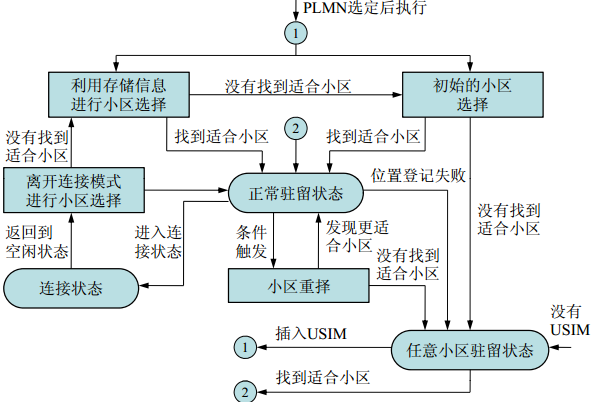 PLMN选定后执行
1
利用存储信息
进行小区选择
没有找到适合小区
初始的小区
选择
没有找到
适合小区
找到适合小区
2
找到适合小区
离开连接模式
进行小区选择
正常驻留状态
位置登记失败
没有找到
适合小区
返回到
空闲状态
进入连
接状态
条件
触发
发现更适
合小区
没有找到
适合小区
连接状态
小区重择
没有
USIM
1
插入USIM
任意小区驻留状态
2
找到适合小区